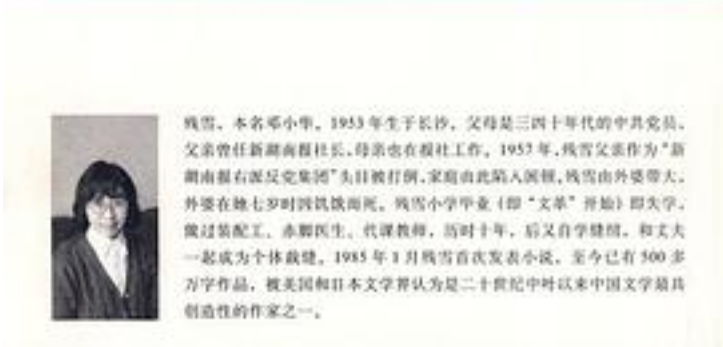 残雪，本名邓小华，1953年生于长沙。父母是三四十年代的中共党员。
父亲曾任新湖南报社长，母亲也在报社工作。1957年，残雪父亲作为“新
湖南报右派反党集团”头目被打倒，家庭由此陷入困顿，残雪由外婆带大，
外婆在她七岁时因饥饿而死。残雪小学毕业（即“文革”开始）即失学，
做过装配工、赤脚医生、代课教师，历时十年，后又自学缝纫，和丈夫
一起成为个体裁缝。1985年1月残雪首次发表小说，至今已有500多
万字作品，被美国和日本文学界认为是二十世纪中叶以来中国文学最具
创造性的作家之一。